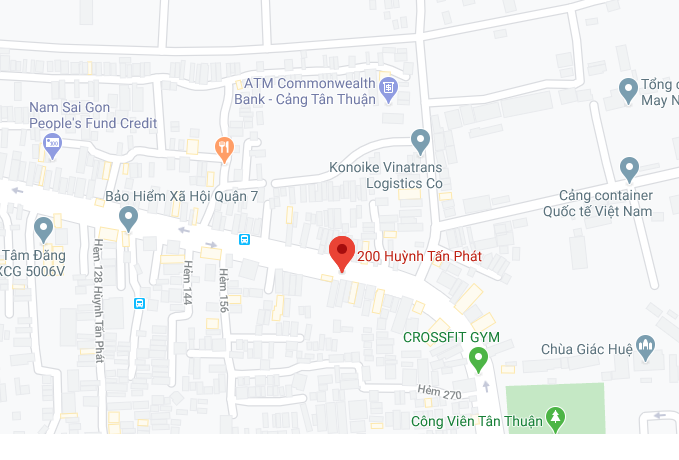 ATM Commonwealth
Bank - Cảng Tân Thuận
Tổng c
May N
Nam Sai Gon
People's Fund Credit
Konoike Vinatrans
Logistics Co
Bảo Hiểm Xã Hội Quận 7
Cảng container
Quốc tế Việt Nam
Tâm Đăng
XCG 5006V
200 Huỳnh Tấn Phát
Hẻm 128 Huỳnh Tấn Phát
Hẻm 144
Hẻm 156
CROSSFIT GYM
Chùa Giác Huệ
Hẻm 270
Công Viên Tân Thuận